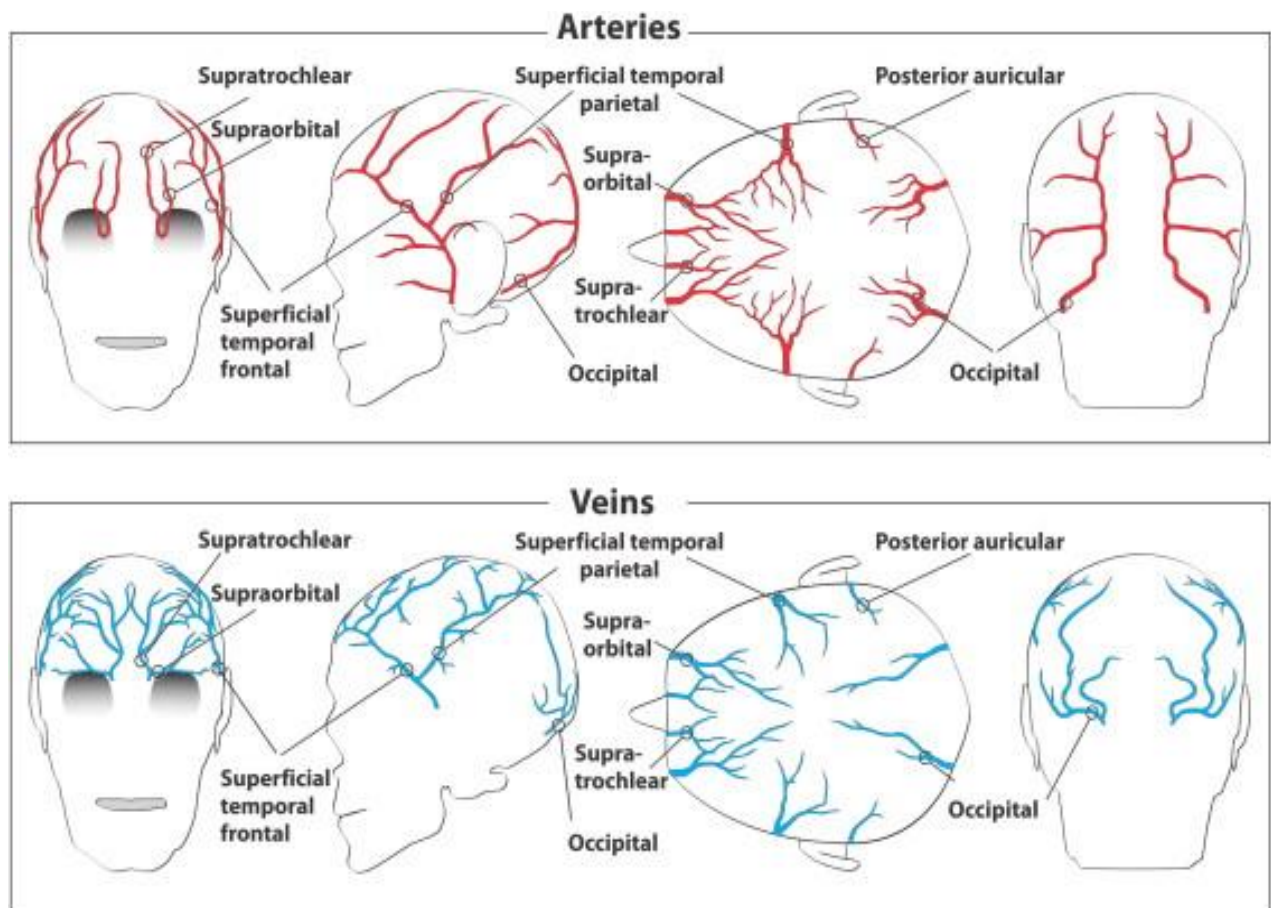 Arteries
Supratrochlear
Supraorbital
Superficial
temporal
frontal
Superficial temporal
parietal
Occipital
Posterior auricular
Supra-
orbital
Supra-
trochlear
Occipital
Veins
Supratrochlear
Supraorbital
Superficial
temporal
frontal
Superficial temporal
parietal
Occipital
Posterior auricular
Supra-
orbital
Supra-
trochlear
Occipital